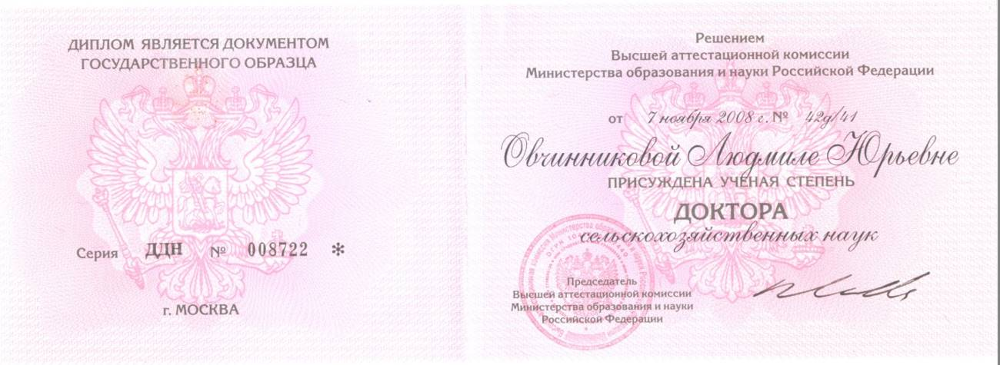 ДИПЛОМ ЯВЛЯЕТСЯ ДОКУМЕНТОМ
ГОСУДАРСТВЕННОГО ОБРАЗЦА
Серия ДДН № 008722 *
г. МОСКВА
Решением
Высшей аттестационной комиссии
Министерства образования и науки Российской Федерации
от 7 ноября 2008 г. № 42д/41
Овчинниковой Людмиле Юрьевне
ПРИСУЖДЕНА УЧЁНАЯ СТЕПЕНЬ
ДОКТОРА
сельскохозяйственных наук
Председатель
Высшей аттестационной комиссии
Министерства образования и науки
Российской Федерации